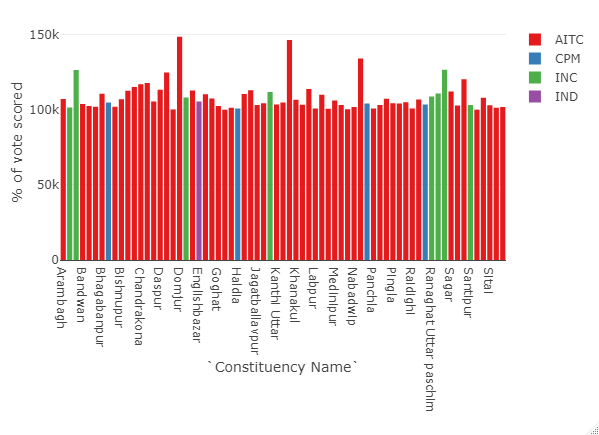 150k
100k
50k
0
% of vote scored
Arambagh
Bandwan
Bhagabanpur
Bishnupur
Chandrakona
Daspur
Domjur
Englishbazar
Goghat
Haldia
Jagatballavpur
Kanthi Uttar
Khanakul
Labpur
Medinipur
Nabadwip
Panchla
Pingla
Raidighi
Ranaghat Uttar paschim
Sagar
Santipur
Sital
`Constituency Name`
AITC
CPM
INC
IND